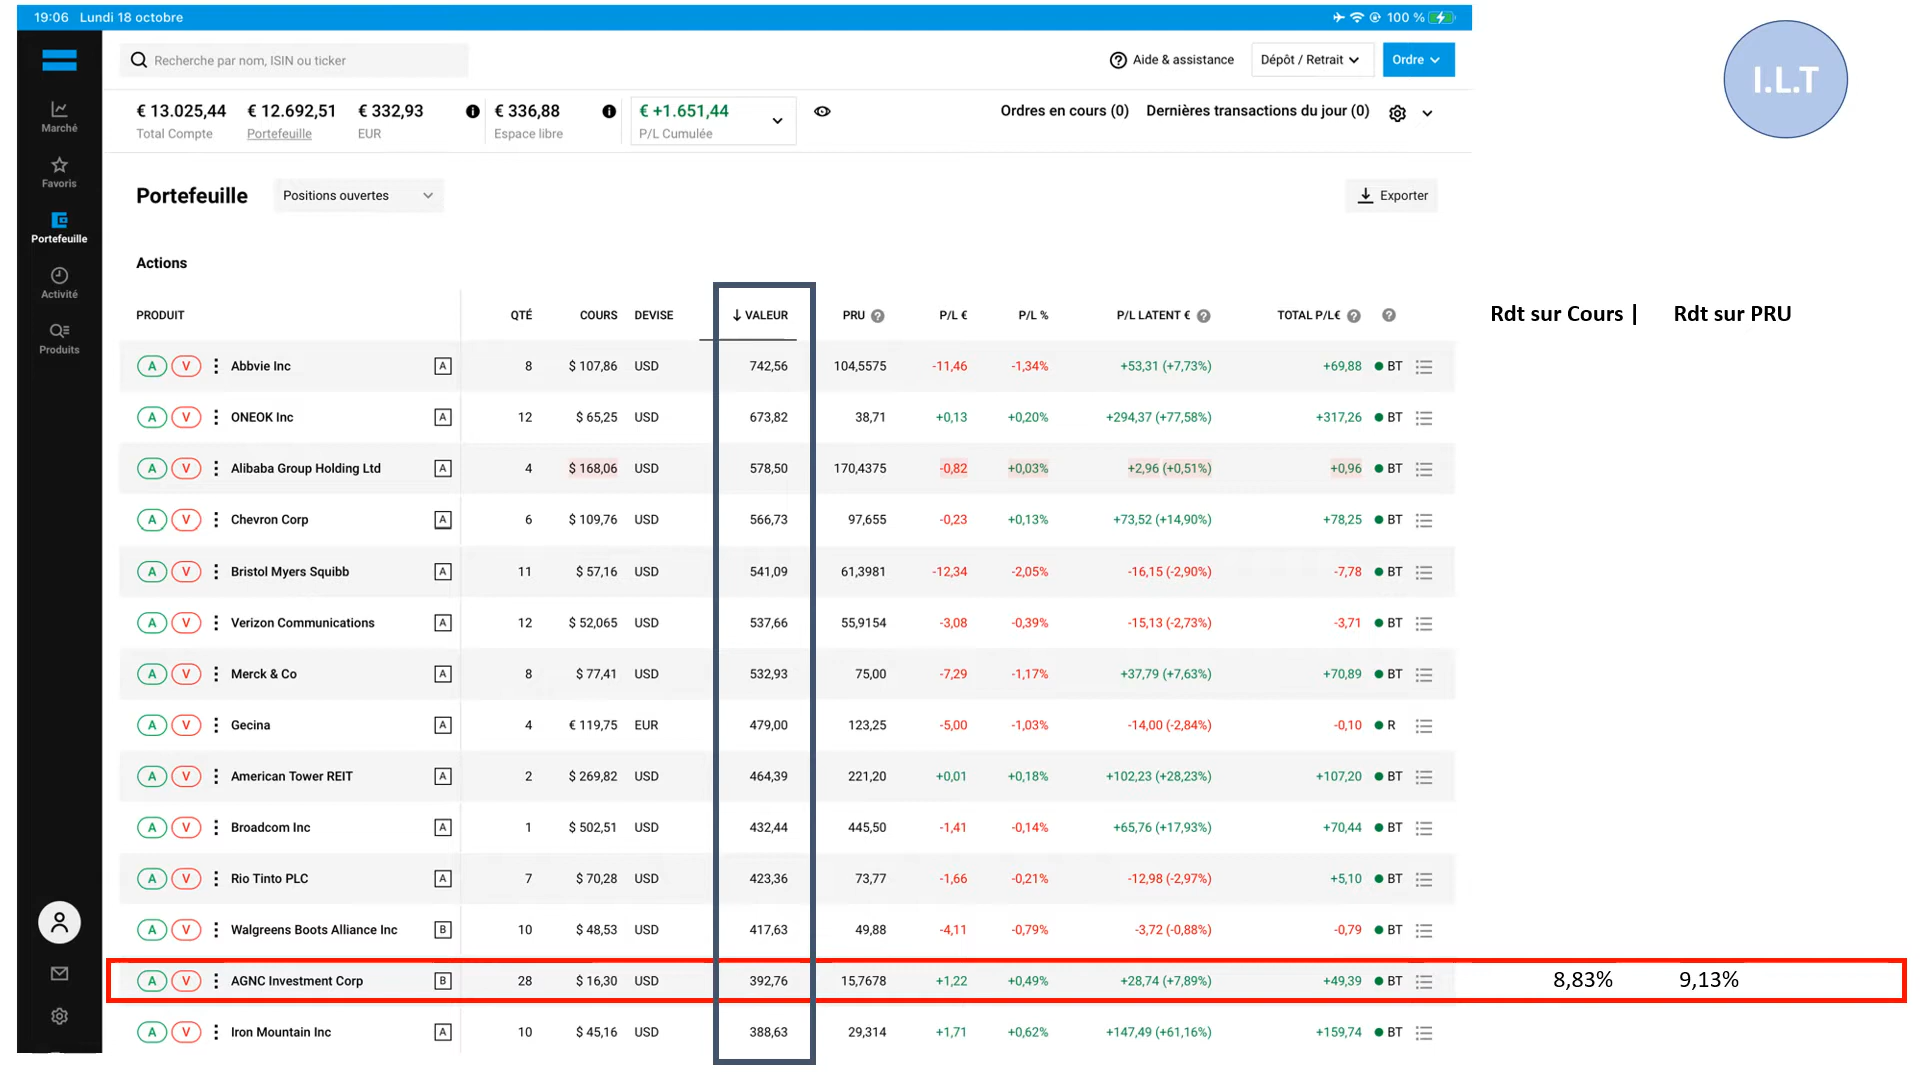 19:06 Lundi 18 octobre 100 %
I.L.T
Recherche par nom, ISIN ou ticker
Aide & assistance Dépôt / Retrait Ordre
€ 13.025,44 € 12.692,51 € 332,93 € 336,88 € +1.651,44 Ordres en cours (0) Dernières transactions du jour (0)
Total Compte Portefeuille EUR Espace libre P/L Cumulée
Marché
Favoris
Portefeuille
Activité
Produits
Portefeuille Positions ouvertes Exporter
Actions
PRODUIT QTÉ COURS DEVISE VALEUR PRU P/L € P/L % P/L LATENT € TOTAL P/L€ Rdt sur Cours | Rdt sur PRU
A V Abbvie Inc A 8 $ 107,86 USD 742,56 104,5575 -11,46 -1,34% +53,31 (+7,73%) +69,88 BT
A V ONEOK Inc A 12 $ 65,25 USD 673,82 38,71 +0,13 +0,20% +294,37 (+77,58%) +317,26 BT
A V Alibaba Group Holding Ltd A 4 $ 168,06 USD 578,50 170,4375 -0,82 +0,03% +2,96 (+0,51%) +0,96 BT
A V Chevron Corp A 6 $ 109,76 USD 566,73 97,655 -0,23 +0,13% +73,52 (+14,90%) +78,25 BT
A V Bristol Myers Squibb A 11 $ 57,16 USD 541,09 61,3981 -12,34 -2,05% -16,15 (-2,90%) -7,78 BT
A V Verizon Communications A 12 $ 52,065 USD 537,66 55,9154 -3,08 -0,39% -15,13 (-2,73%) -3,71 BT
A V Merck & Co A 8 $ 77,41 USD 532,93 75,00 -7,29 -1,17% +37,79 (+7,63%) +70,89 BT
A V Gecina A 4 € 119,75 EUR 479,00 123,25 -5,00 -1,03% -14,00 (-2,84%) -0,10 R
A V American Tower REIT A 2 $ 269,82 USD 464,39 221,20 +0,01 +0,18% +102,23 (+28,23%) +107,20 BT
A V Broadcom Inc A 1 $ 502,51 USD 432,44 445,50 -1,41 -0,14% +65,76 (+17,93%) +70,44 BT
A V Rio Tinto PLC A 7 $ 70,28 USD 423,36 73,77 -1,66 -0,21% -12,98 (-2,97%) +5,10 BT
A V Walgreens Boots Alliance Inc B 10 $ 48,53 USD 417,63 49,88 -4,11 -0,79% -3,72 (-0,88%) -0,79 BT
A V AGNC Investment Corp B 28 $ 16,30 USD 392,76 15,7678 +1,22 +0,49% +28,74 (+7,89%) +49,39 BT 8,83% 9,13%
A V Iron Mountain Inc A 10 $ 45,16 USD 388,63 29,314 +1,71 +0,62% +147,49 (+61,16%) +159,74 BT